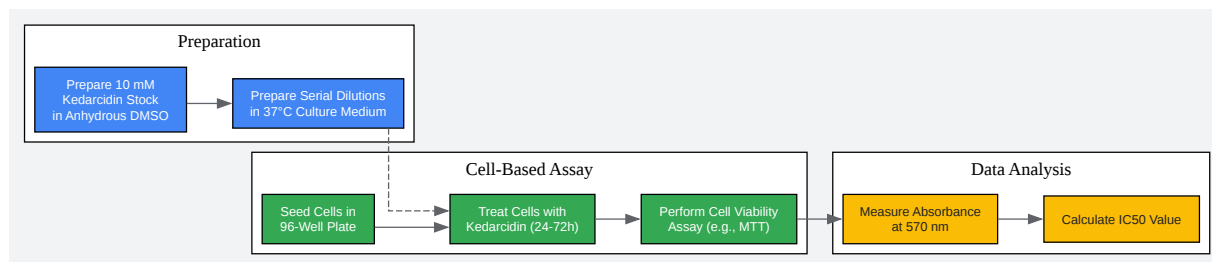 Preparation
Prepare 10 mM
Kedarcidin Stock
in Anhydrous DMSO
Prepare Serial Dilutions
in 37°C Culture Medium
Cell-Based Assay
Seed Cells in
96-Well Plate
Treat Cells with
Kedarcidin (24-72h)
Perform Cell Viability
Assay (e.g., MTT)
Data Analysis
Measure Absorbance
at 570 nm
Calculate IC50 Value